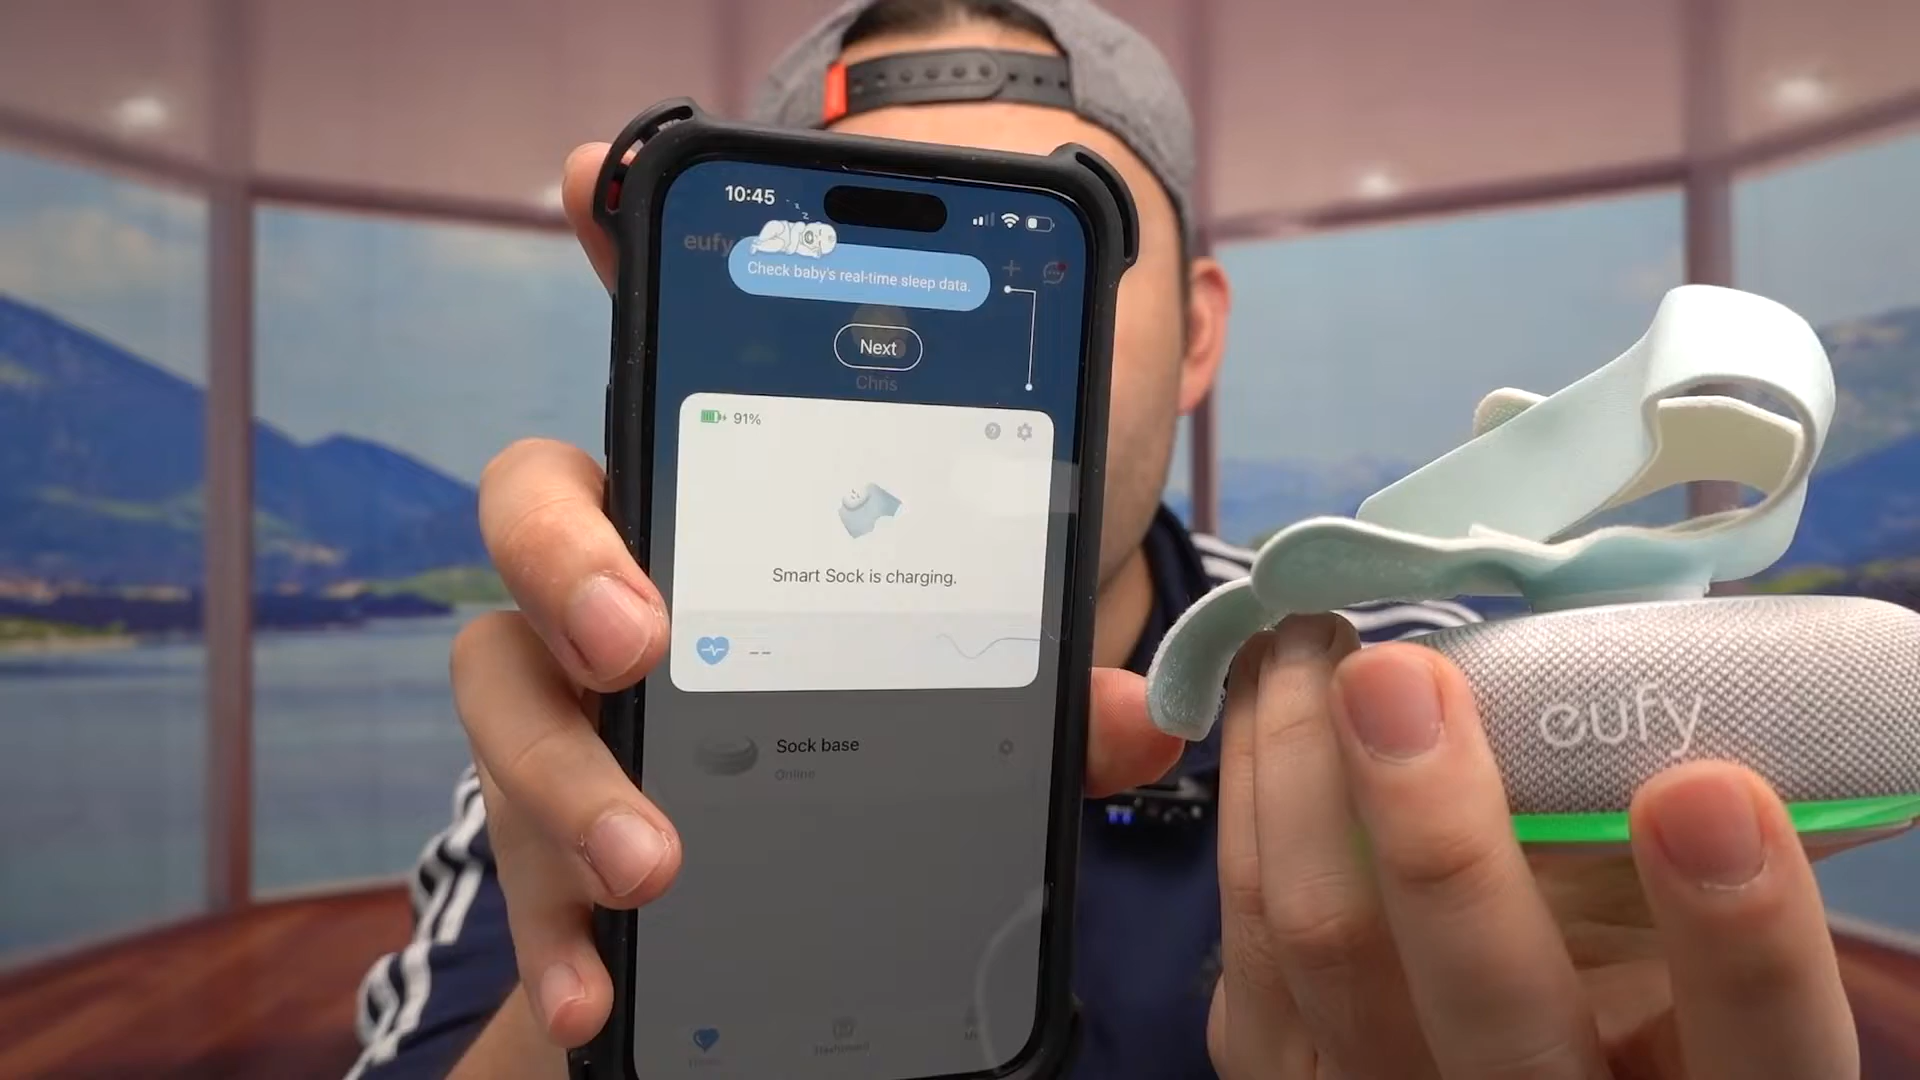 10:45
eufy
Check baby's real-time sleep data.
Next
Chris
91%
Smart Sock is charging.
--
Sock base
Online
eufy